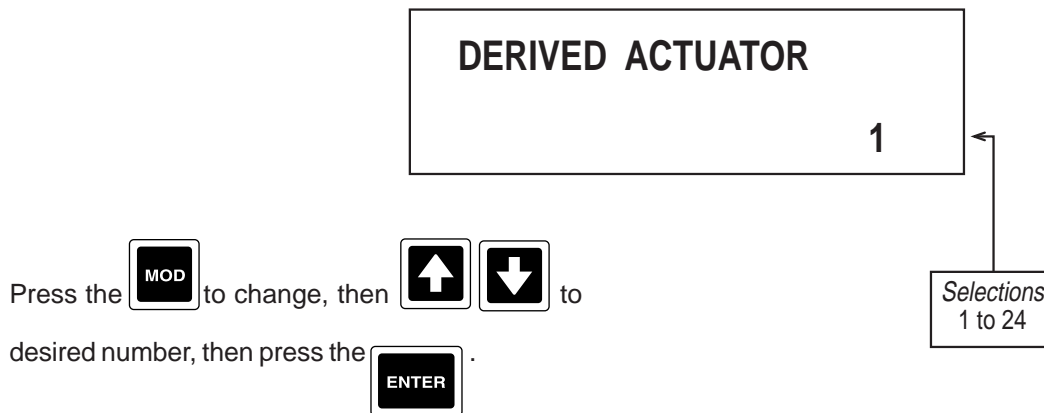 DERIVED ACTUATOR
1
Selections
1 to 24
Press the MOD to change, then to
desired number, then press the ENTER .